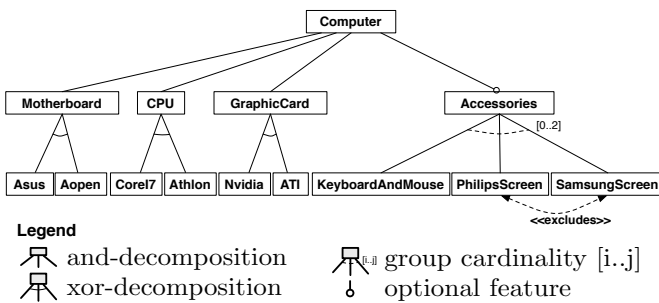 Computer
Motherboard CPU GraphicCard Accessories
[0..2]
Asus Aopen Corel7 Athlon Nvidia ATI KeyboardAndMouse PhilipsScreen SamsungScreen
<<excludes>>
Legend
and-decomposition [i..j] group cardinality [i..j]
xor-decomposition optional feature